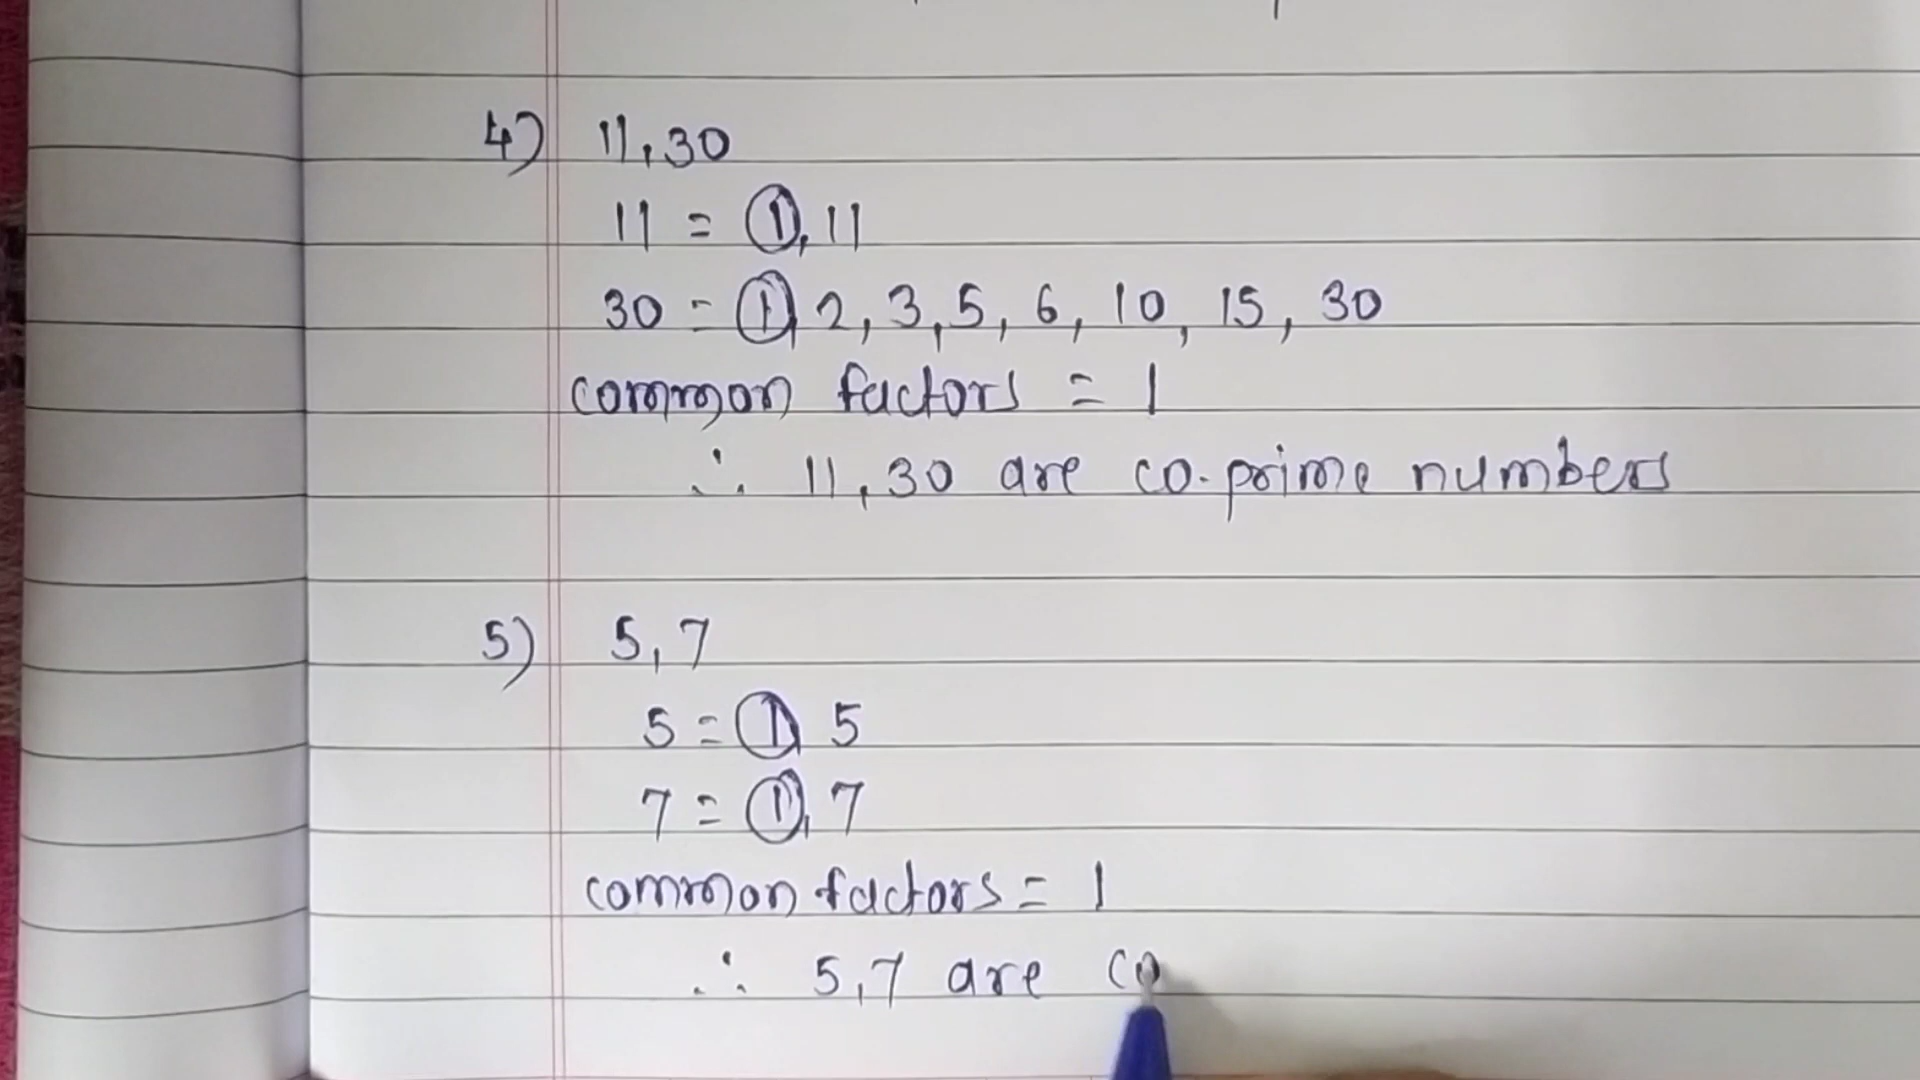 4) 11,30
11 = 1, 11
30 = 1, 2, 3, 5, 6, 10, 15, 30
common factors = 1
∴ 11,30 are co-prime numbers
5) 5,7
5 = 1, 5
7 = 1, 7
common factors = 1
∴ 5,7 are co